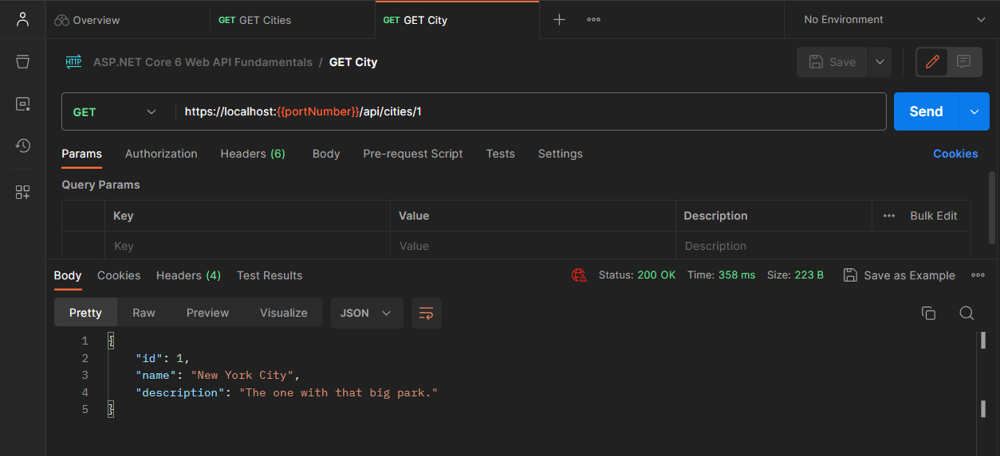 Overview
GET GET Cities
GET GET City
No Environment
HTTP ASP.NET Core 6 Web API Fundamentals / GET City
Save
GET https://localhost:{{portNumber}}/api/cities/1
Send
Params Authorization Headers (6) Body Pre-request Script Tests Settings Cookies
Query Params
Key Value Description Bulk Edit
Key Value Description
Body Cookies Headers (4) Test Results Status: 200 OK Time: 358 ms Size: 223 B Save as Example
Pretty Raw Preview Visualize JSON
1 {
2 "id": 1,
3 "name": "New York City",
4 "description": "The one with that big park."
5 }